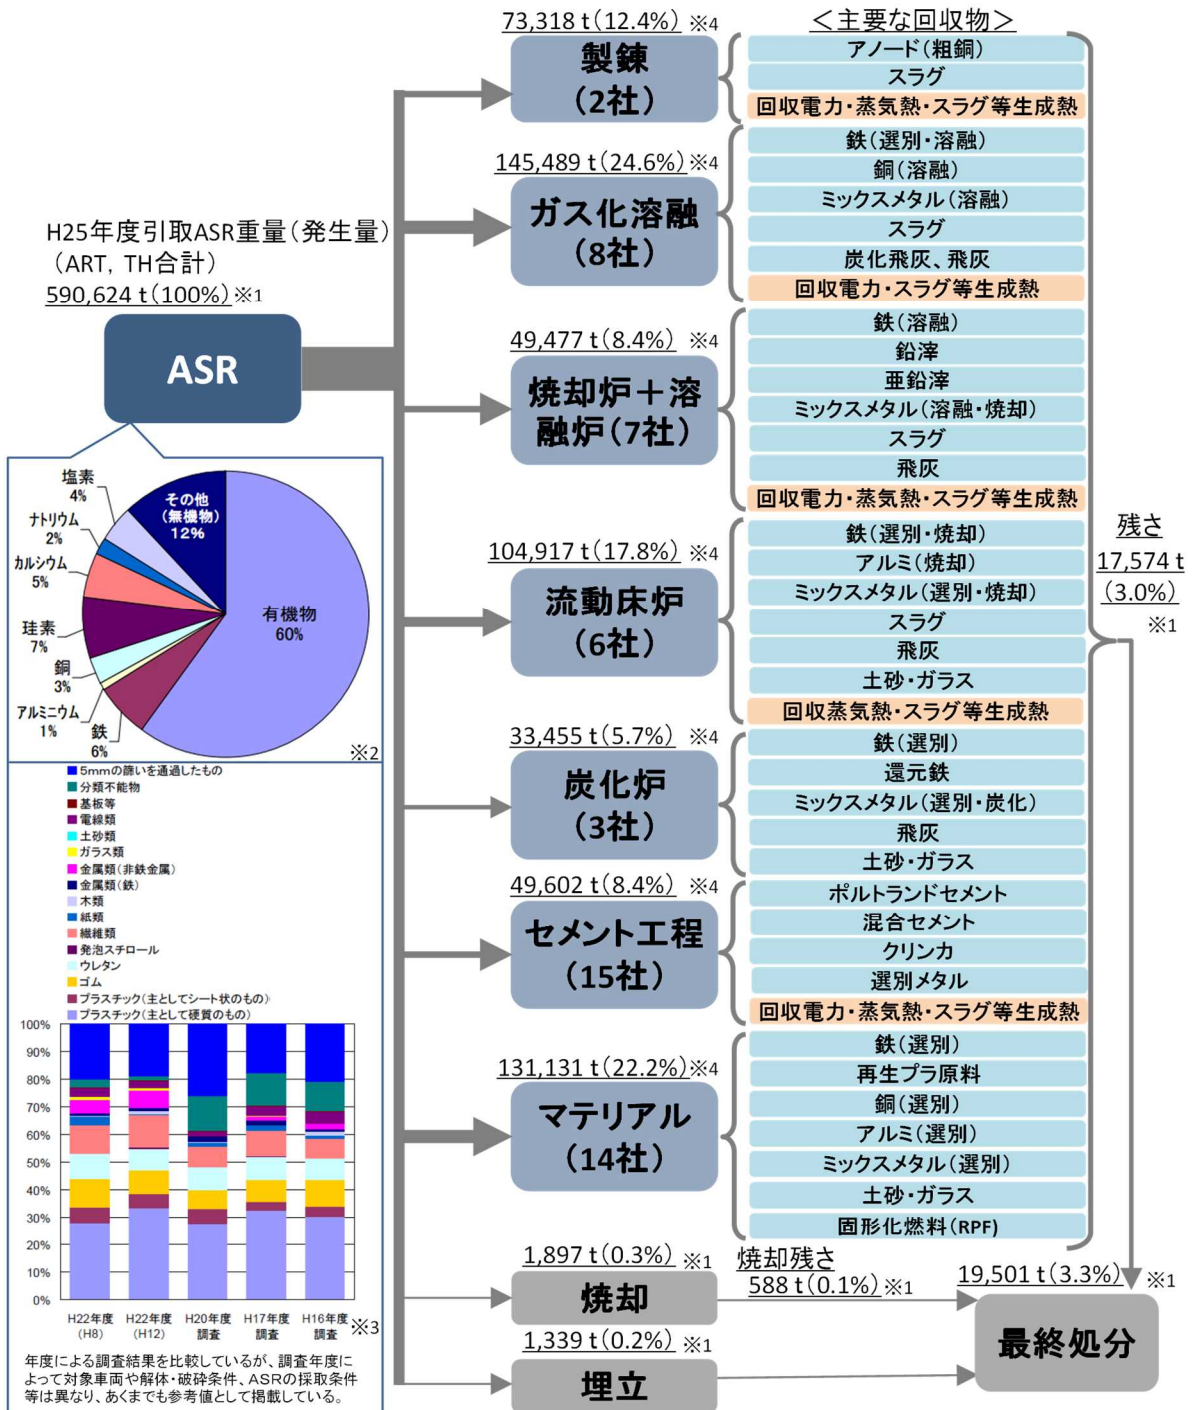 H25年度引取ASR重量(発生量)
(ART, TH合計)
590,624 t(100%)※1
ASR
塩素
4%
ナトリウム
2%
カルシウム
5%
珪素
7%
銅
3%
アルミニウム
1%
鉄
6%
その他
(無機物)
12%
有機物
60%
※2
5mmの篩いを通過したもの
分類不能物
基板等
電線類
土砂類
ガラス類
金属類(非鉄金属)
金属類(鉄)
木類
紙類
繊維類
発泡スチロール
ウレタン
ゴム
プラスチック(主としてシート状のもの)
プラスチック(主として硬質のもの)
100%
90%
80%
70%
60%
50%
40%
30%
20%
10%
0%
H22年度
(H8)
H22年度
(H12)
H20年度
調査
H17年度
調査
H16年度
調査
※3
年度による調査結果を比較しているが、調査年度に
よって対象車両や解体・破砕条件、ASRの採取条件
等は異なり、あくまでも参考値として掲載している。
<主要な回収物>
73,318 t(12.4%) ※4
製錬
(2社)
アノード(粗銅)
スラグ
回収電力・蒸気熱・スラグ等生成熱
145,489 t(24.6%) ※4
ガス化溶融
(8社)
鉄(選別・溶融)
銅(溶融)
ミックスメタル(溶融)
スラグ
炭化飛灰、飛灰
回収電力・スラグ等生成熱
49,477 t(8.4%) ※4
焼却炉+溶
融炉(7社)
鉄(溶融)
鉛滓
亜鉛滓
ミックスメタル(溶融・焼却)
スラグ
飛灰
回収電力・蒸気熱・スラグ等生成熱
104,917 t(17.8%) ※4
流動床炉
(6社)
鉄(選別・焼却)
アルミ(焼却)
ミックスメタル(選別・焼却)
スラグ
飛灰
土砂・ガラス
回収蒸気熱・スラグ等生成熱
33,455 t(5.7%) ※4
炭化炉
(3社)
鉄(選別)
還元鉄
ミックスメタル(選別・炭化)
飛灰
土砂・ガラス
49,602 t(8.4%) ※4
セメント工程
(15社)
ポルトランドセメント
混合セメント
クリンカ
選別メタル
回収電力・蒸気熱・スラグ等生成熱
131,131 t(22.2%)※4
マテリアル
(14社)
鉄(選別)
再生プラ原料
銅(選別)
アルミ(選別)
ミックスメタル(選別)
土砂・ガラス
固形化燃料(RPF)
残さ
17,574 t
(3.0%)
※1
1,897 t(0.3%) ※1
焼却
焼却残さ
588 t(0.1%)※1
1,339 t(0.2%) ※1
埋立
19,501 t(3.3%) ※1
最終処分